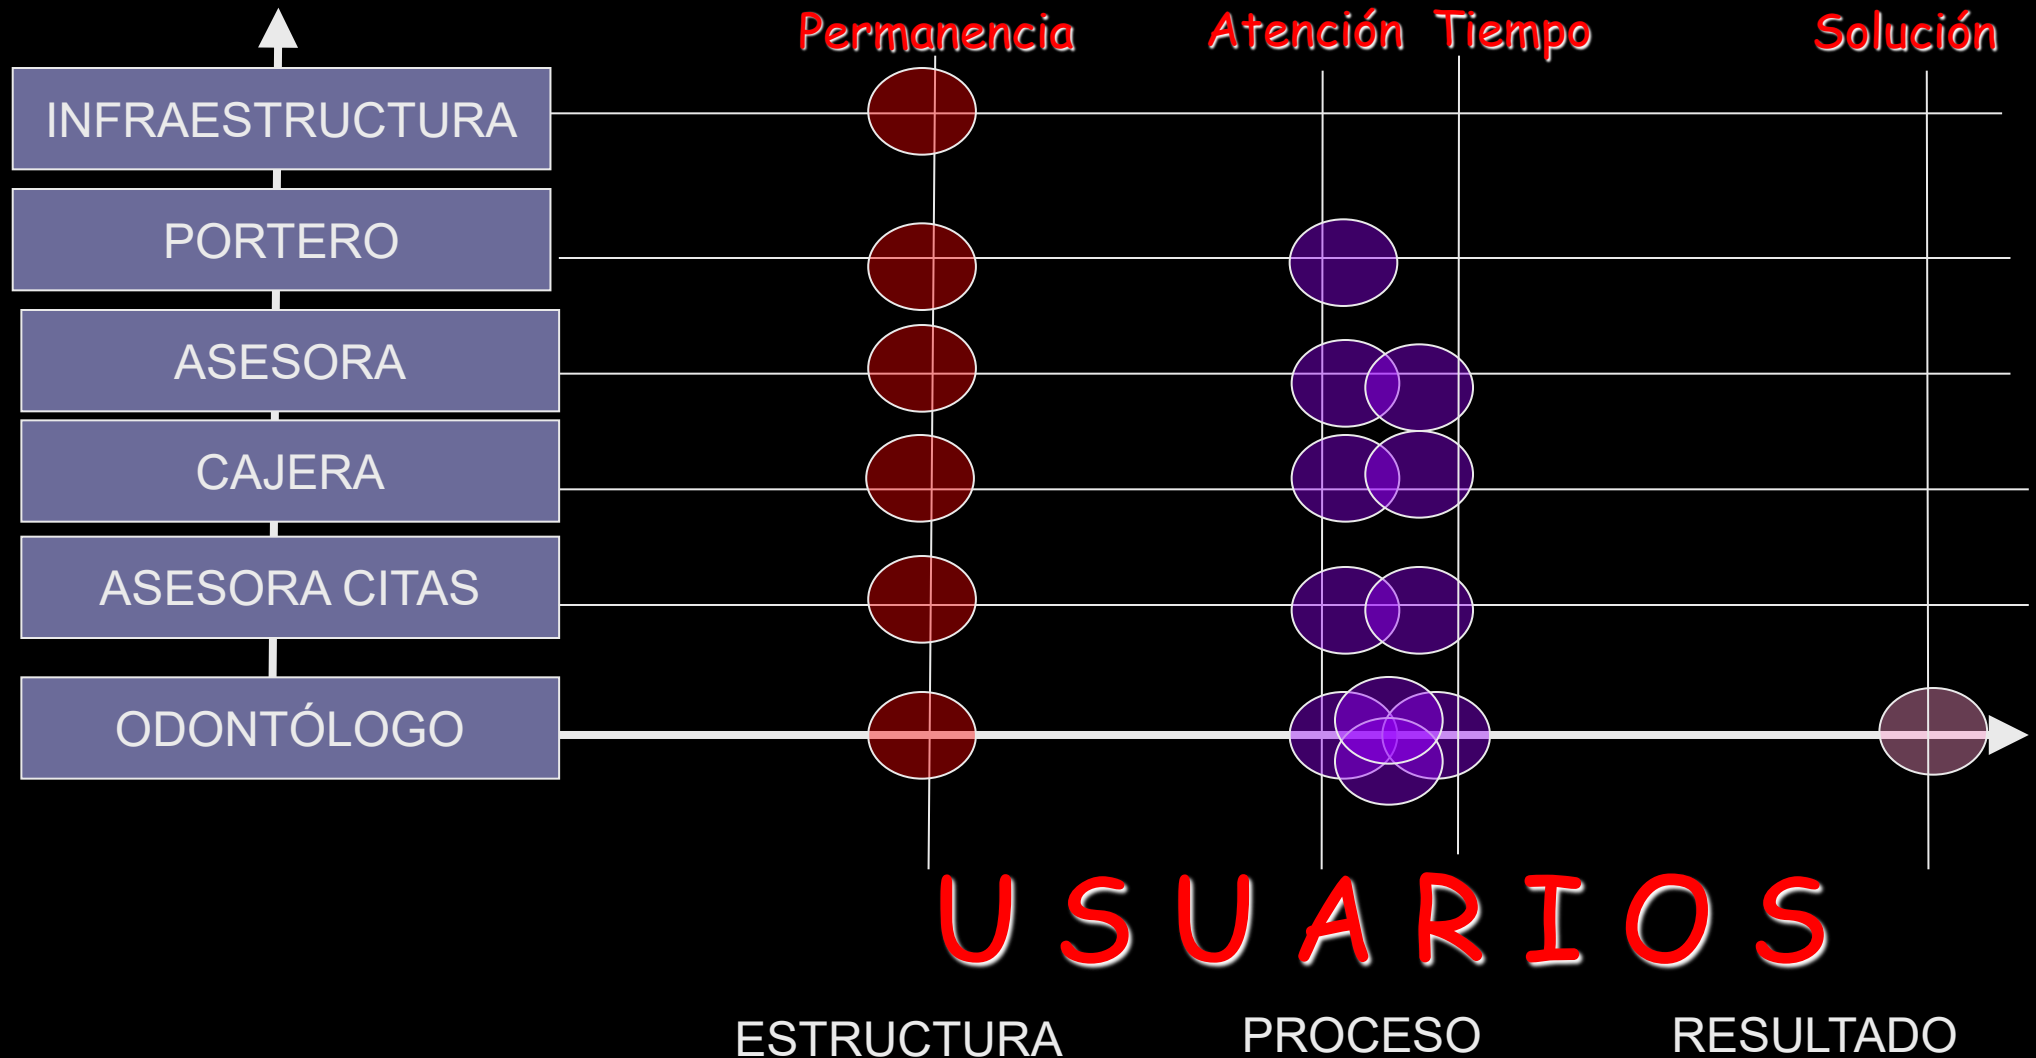 Permanencia Atención Tiempo Solución
INFRAESTRUCTURA
PORTERO
ASESORA
CAJERA
ASESORA CITAS
ODONTÓLOGO
USUARIOS
ESTRUCTURA PROCESO RESULTADO